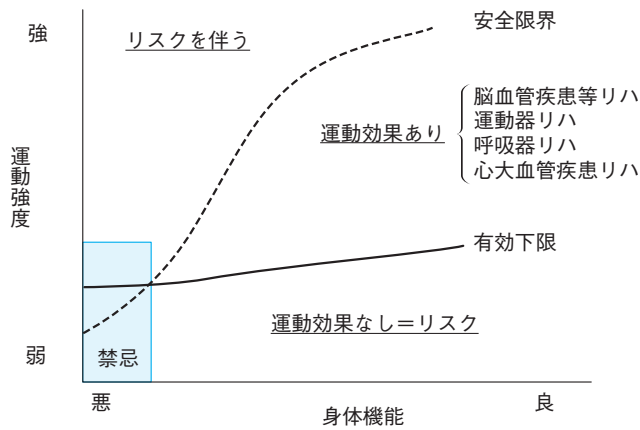 強
リスクを伴う
安全限界
脳血管疾患等リハ
運動器リハ
呼吸器リハ
心大血管疾患リハ
運動効果あり
運動強度
有効下限
運動効果なし＝リスク
弱
禁忌
悪
身体機能
良